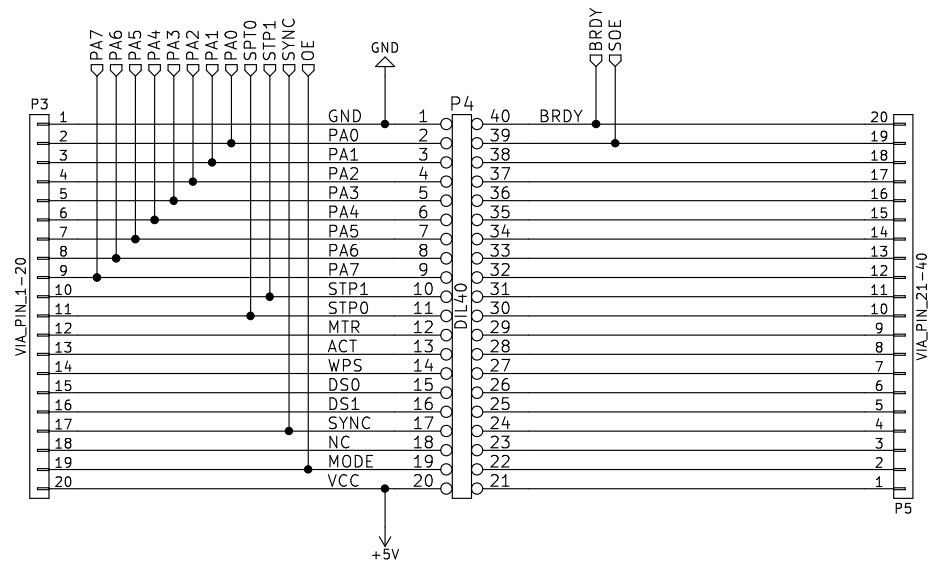 PA7
PA6
PA5
PA4
PA3
PA2
PA1
PA0
SPT0
STP1
SYNC
OE
GND
BRDY
SOE
P3
P4
1 GND 1 40 BRDY 20
2 PA0 2 39 19
3 PA1 3 38 18
4 PA2 4 37 17
5 PA3 5 36 16
6 PA4 6 35 15
7 PA5 7 34 14
8 PA6 8 33 13
9 PA7 9 32 12
10 STP1 10 31 11
11 STP0 11 30 10
12 MTR 12 29 9
13 ACT 13 28 8
14 WPS 14 27 7
15 DS0 15 26 6
16 DS1 16 25 5
17 SYNC 17 24 4
18 NC 18 23 3
19 MODE 19 22 2
20 VCC 20 21 1
VIA_PIN_1-20
DIL40
VIA_PIN_21-40
P5
+5V